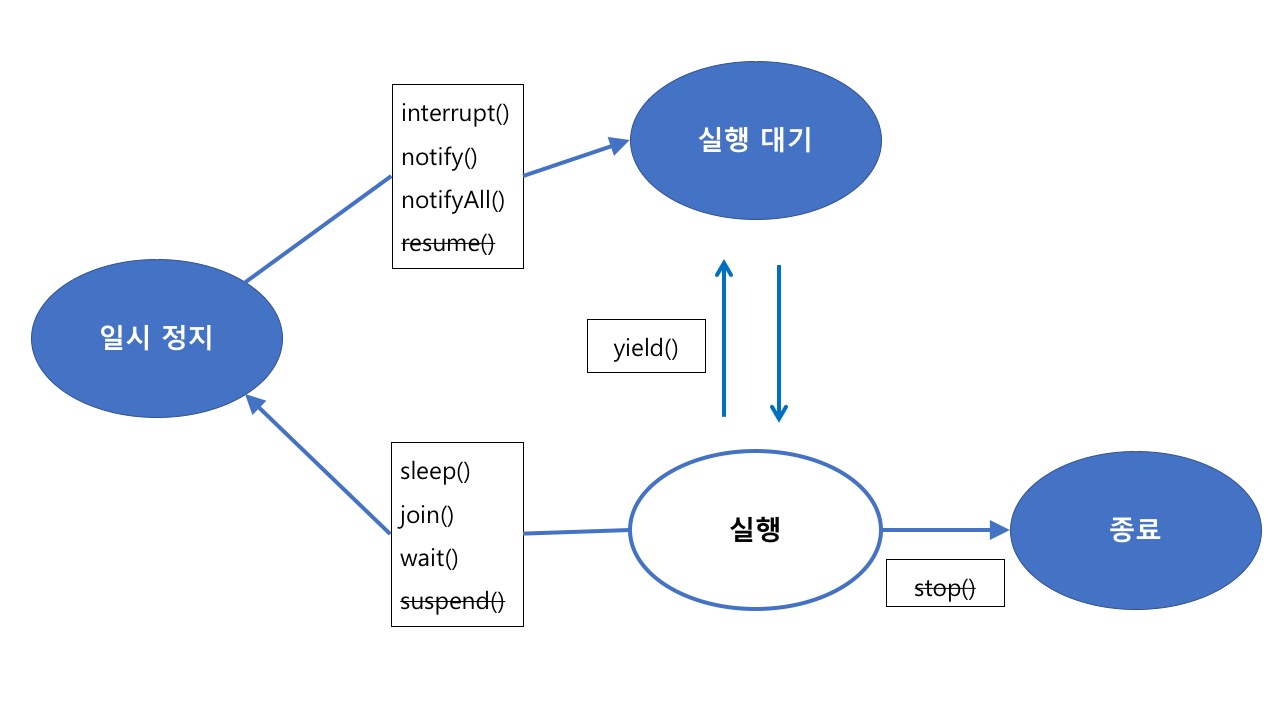 interrupt()
notify()
notifyAll()
resume()
실행 대기
일시 정지
yield()
sleep()
join()
wait()
suspend()
실행
stop()
종료